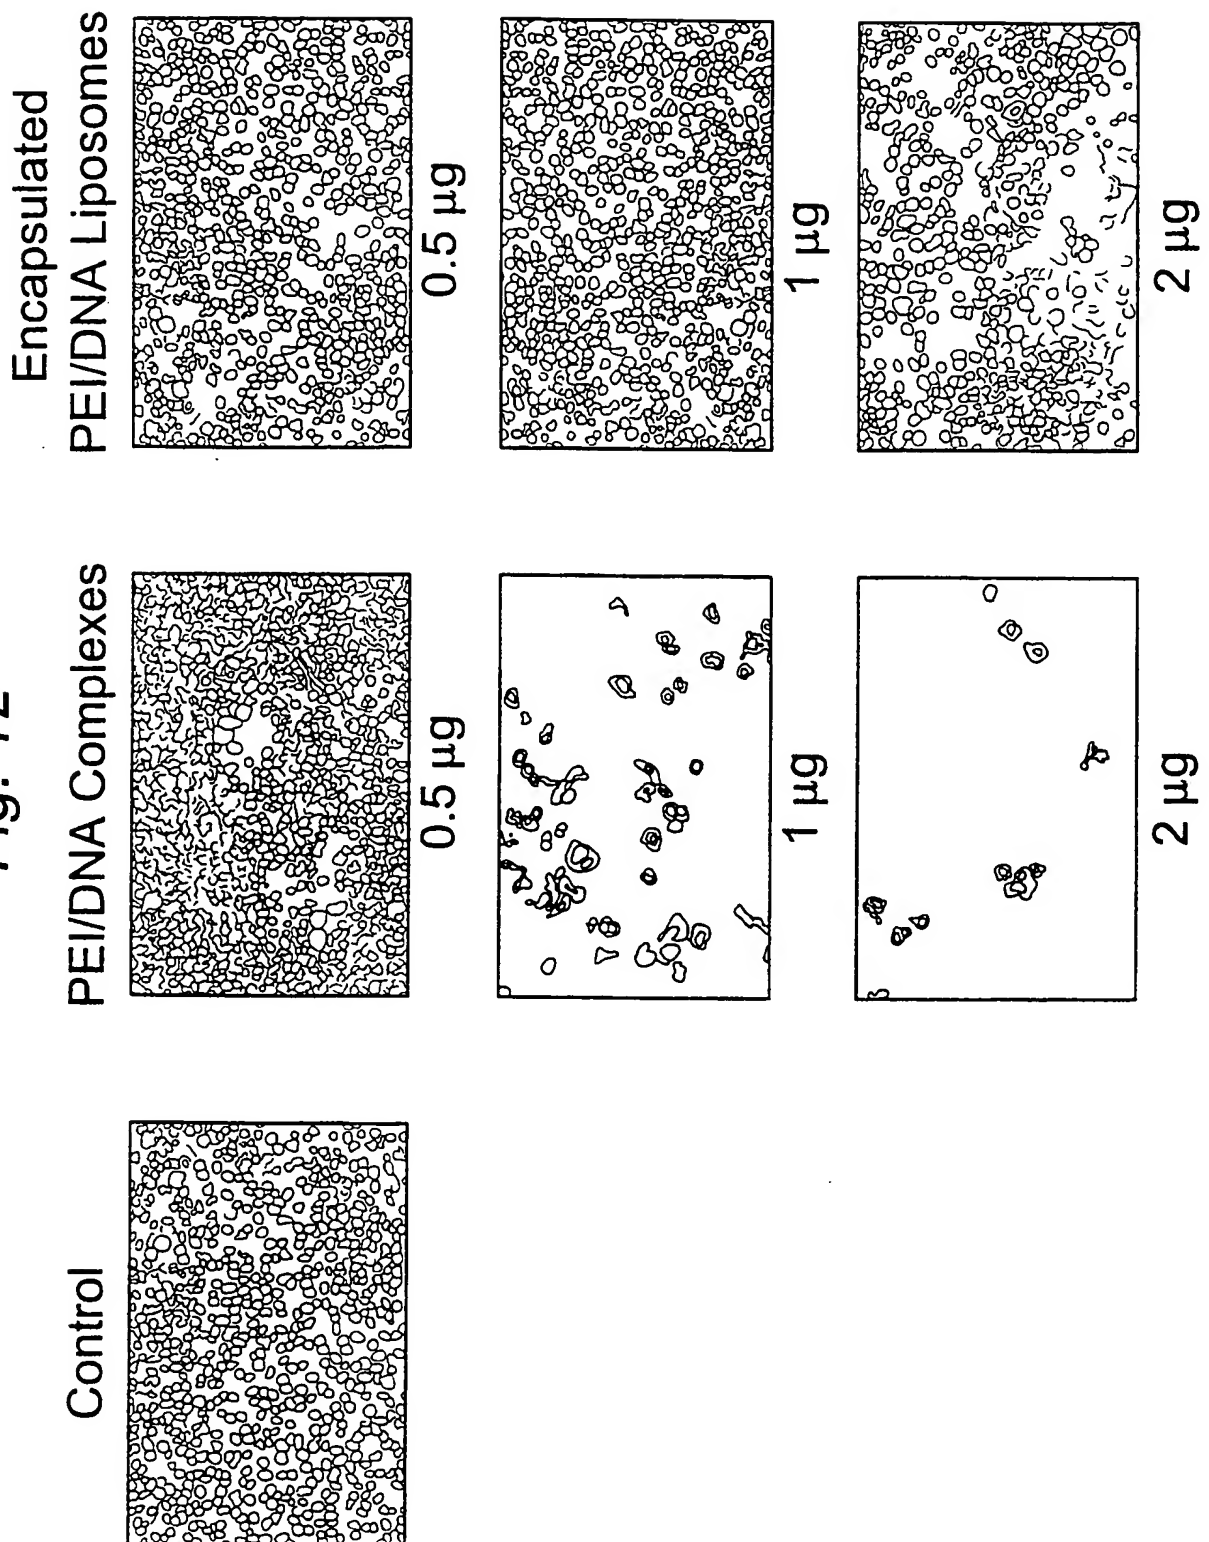 Fig.
Control
PEI/DNA Complexes
Encapsulated
PEI/DNA Liposomes
0.5 µg
0.5 µg
1 µg
1 µg
2 µg
2 µg